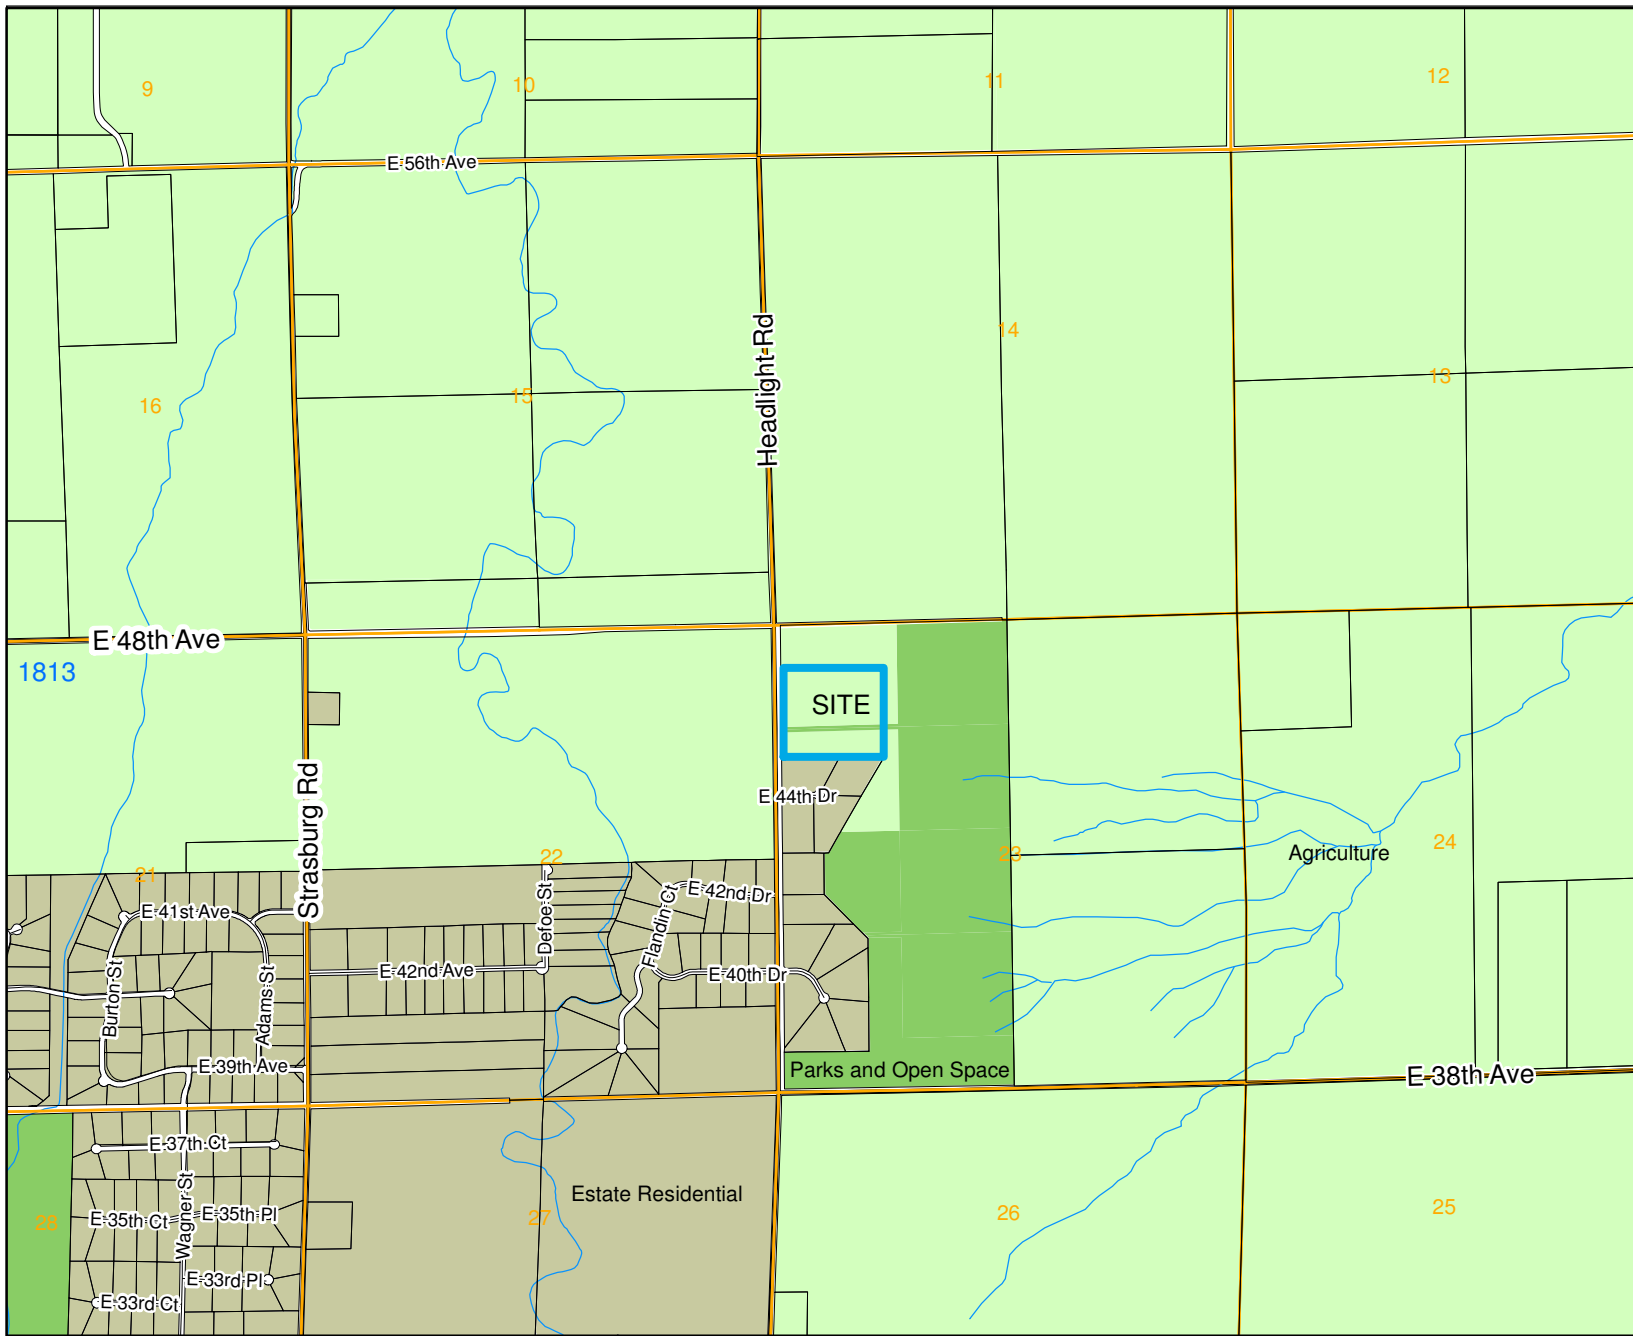 9
10
11
12
E 56th Ave
Headlight Rd
14
13
15
16
E 48th Ave
1813
SITE
Strasburg Rd
E 44th Dr
24
23
Agriculture
22
21
E 42nd Dr
Flandin Ct
Defoe St
E 41st Ave
E 42nd Ave
E 40th Dr
Burton St
Adams St
E 39th Ave
Parks and Open Space
E 38th Ave
E 37th Ct
Wagner St
Estate Residential
E 35th Ct
E 35th Pl
28
27
26
25
E 33rd Pl
E 33rd Ct